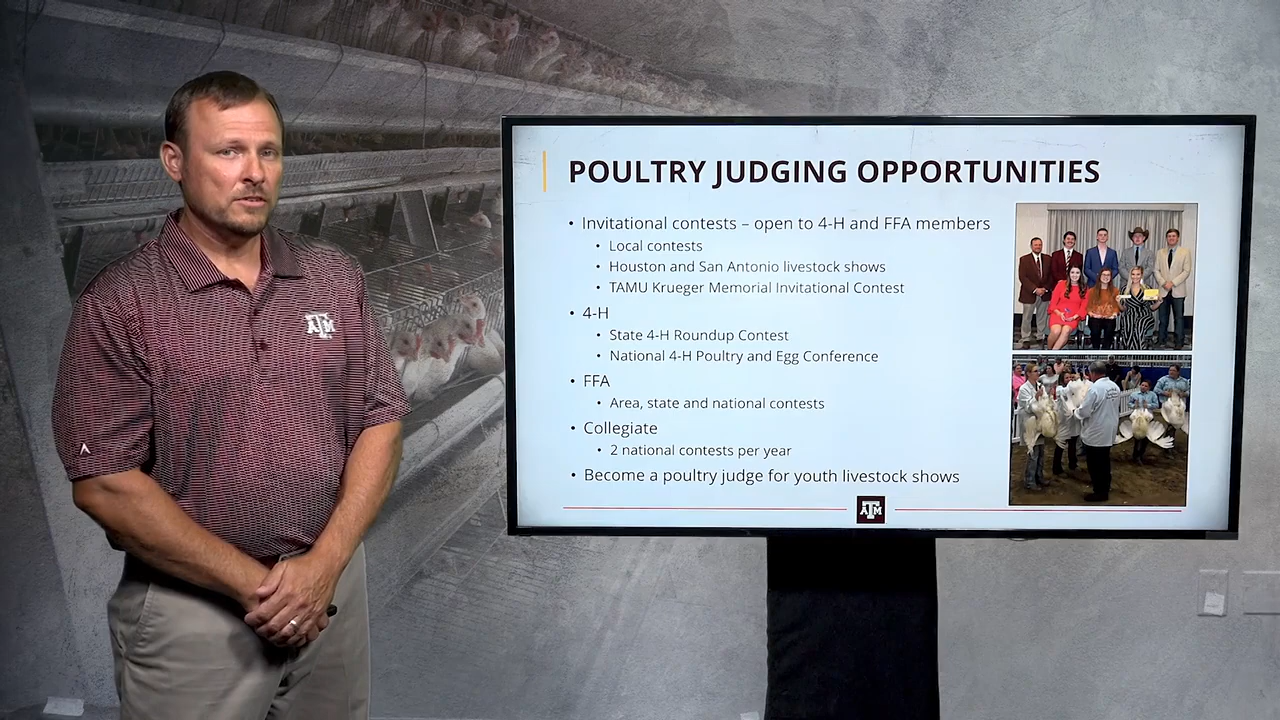 POULTRY JUDGING OPPORTUNITIES
• Invitational contests – open to 4-H and FFA members
• Local contests
• Houston and San Antonio livestock shows
• TAMU Krueger Memorial Invitational Contest
• 4-H
• State 4-H Roundup Contest
• National 4-H Poultry and Egg Conference
• FFA
• Area, state and national contests
• Collegiate
• 2 national contests per year
• Become a poultry judge for youth livestock shows
ATM
ATM